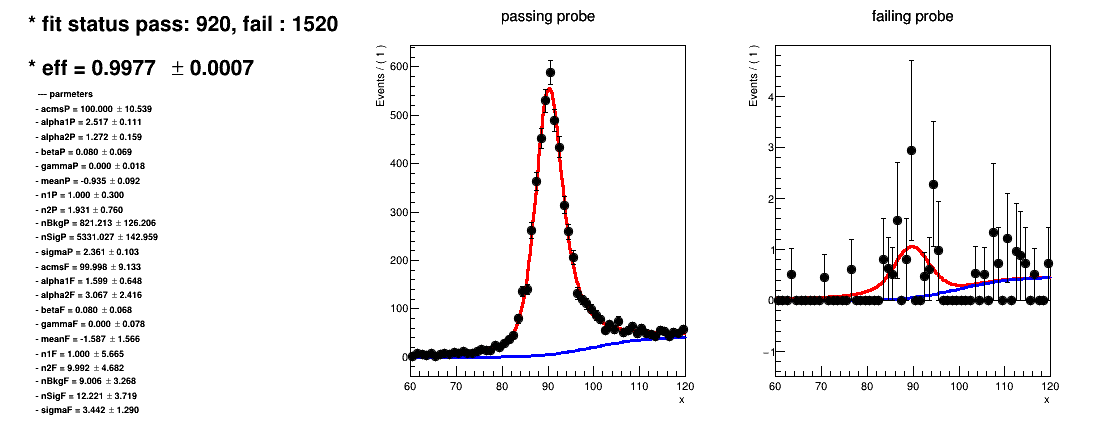 * fit status pass: 920, fail : 1520
* eff = 0.9977 ± 0.0007
--- parmeters
- acmsP = 100.000 ± 10.539
- alpha1P = 2.517 ± 0.111
- alpha2P = 1.272 ± 0.159
- betaP = 0.080 ± 0.069
- gammaP = 0.000 ± 0.018
- meanP = -0.935 ± 0.092
- n1P = 1.000 ± 0.300
- n2P = 1.931 ± 0.760
- nBkgP = 821.213 ± 126.206
- nSigP = 5331.027 ± 142.959
- sigmaP = 2.361 ± 0.103
- acmsF = 99.998 ± 9.133
- alpha1F = 1.599 ± 0.648
- alpha2F = 3.067 ± 2.416
- betaF = 0.080 ± 0.068
- gammaF = 0.000 ± 0.078
- meanF = -1.587 ± 1.566
- n1F = 1.000 ± 5.665
- n2F = 9.992 ± 4.682
- nBkgF = 9.006 ± 3.268
- nSigF = 12.221 ± 3.719
- sigmaF = 3.442 ± 1.290
passing probe
Events / ( 1 )
600
500
400
300
200
100
0
60 70 80 90 100 110 120
x
failing probe
Events / ( 1 )
4
3
2
1
0
−1
60 70 80 90 100 110 120
x